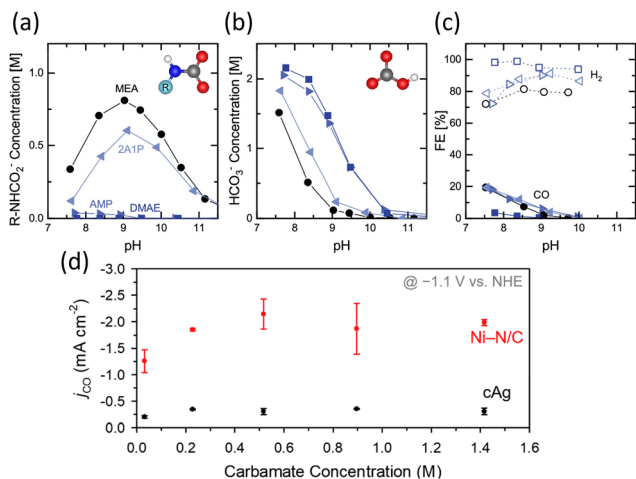 (a)
R-NHCO₂⁻ Concentration [M]
1.0
0.5
0.0
MEA
2A1P
AMP
DMAE
R
7 8 9 10 11
pH
(b)
HCO₃⁻ Concentration [M]
2
1
0
7 8 9 10 11
pH
(c)
FE [%]
100
80
60
40
20
0
H₂
CO
7 8 9 10 11
pH
(d)
@ −1.1 V vs. NHE
j_CO (mA cm⁻²)
-3.0
-2.5
-2.0
-1.5
-1.0
-0.5
0.0
Ni–N/C
cAg
0.0 0.2 0.4 0.6 0.8 1.0 1.2 1.4 1.6
Carbamate Concentration (M)